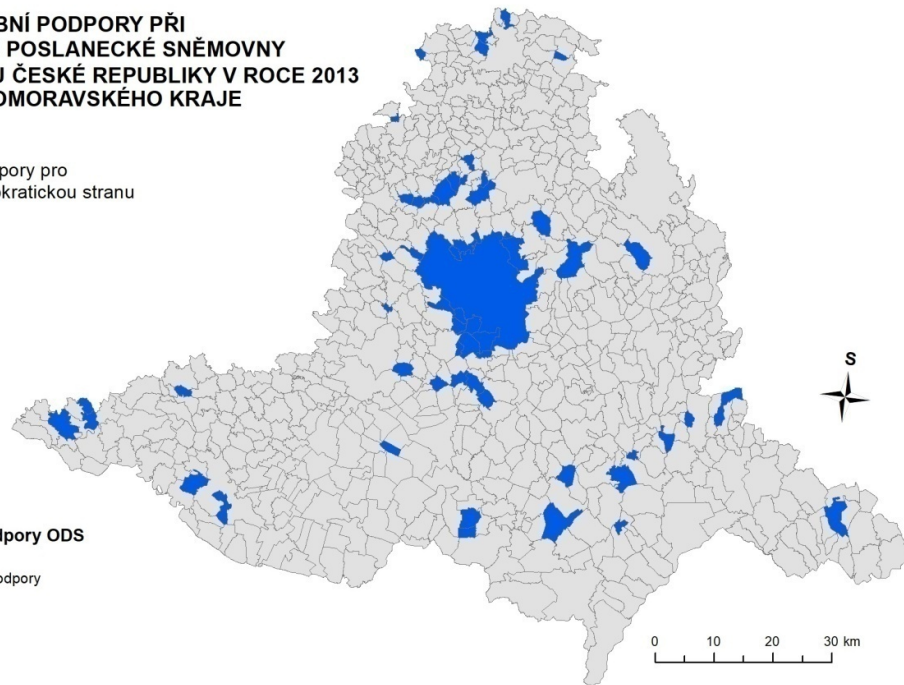 BNÍ PODPORY PŘI
POSLANECKÉ SNĚMOVNY
U ČESKÉ REPUBLIKY V ROCE 2013
OMORAVSKÉHO KRAJE
pory pro
okratickou stranu
S
dpory ODS
odpory
0 10 20 30 km